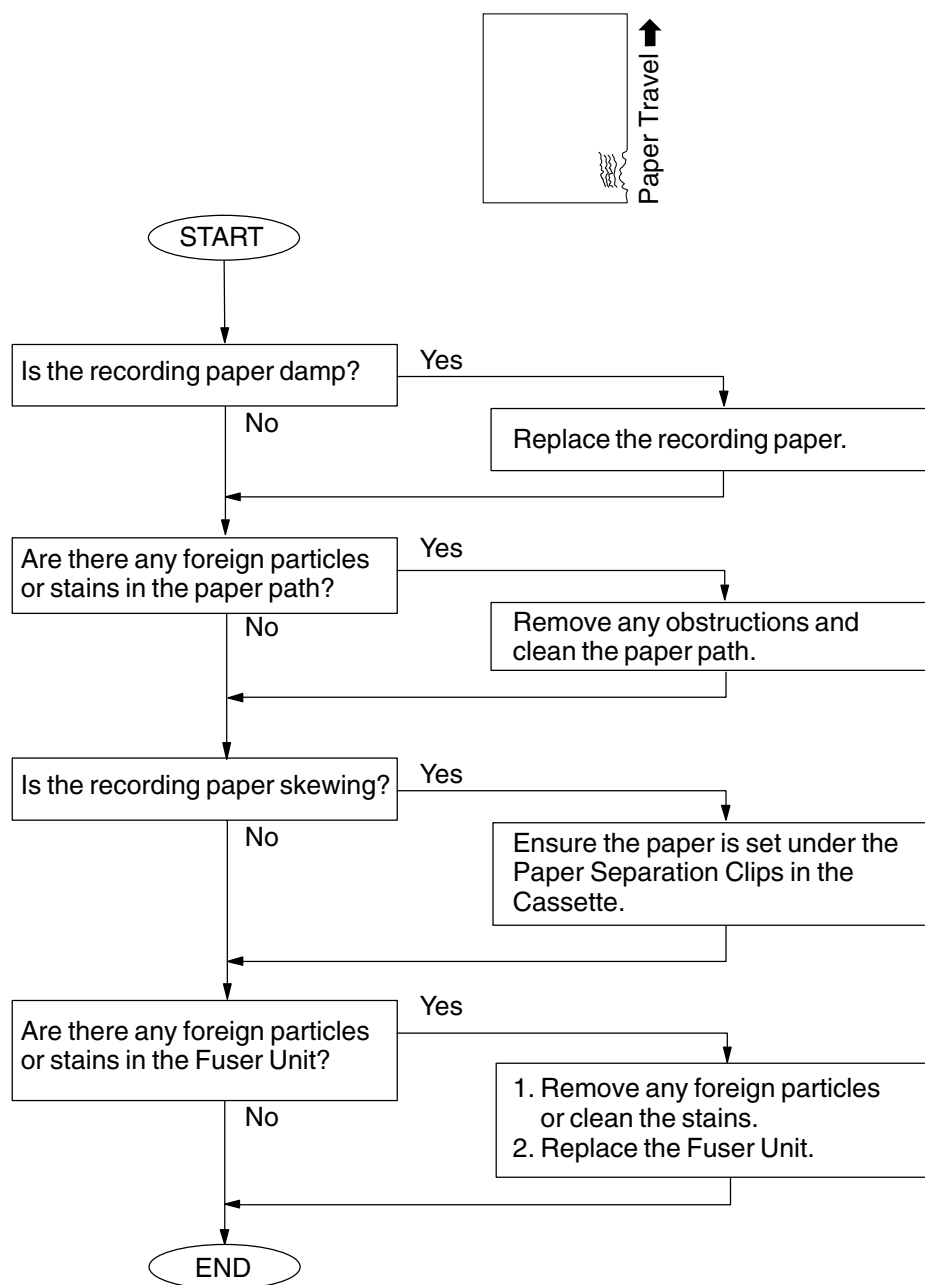 Paper Travel
START
Is the recording paper damp?
Yes
No
Replace the recording paper.
Are there any foreign particles
or stains in the paper path?
Yes
No
Remove any obstructions and
clean the paper path.
Is the recording paper skewing?
Yes
No
Ensure the paper is set under the
Paper Separation Clips in the
Cassette.
Are there any foreign particles
or stains in the Fuser Unit?
Yes
No
1. Remove any foreign particles
or clean the stains.
2. Replace the Fuser Unit.
END